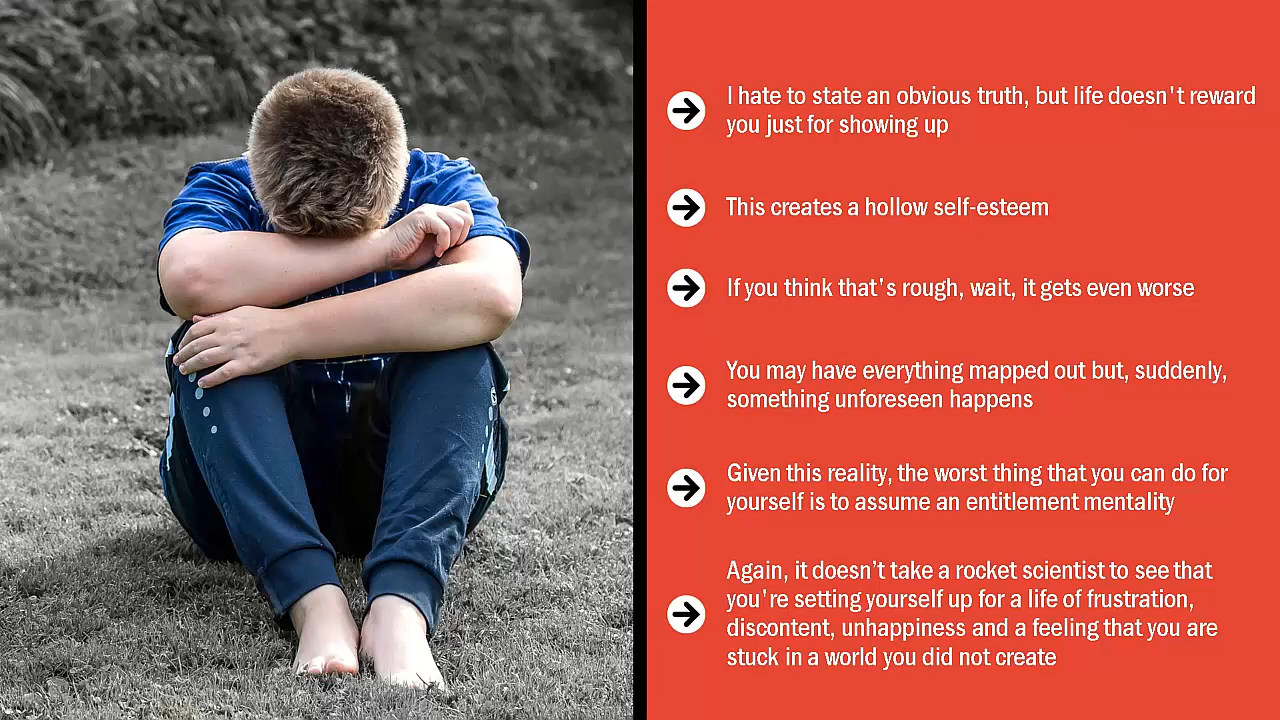 I hate to state an obvious truth, but life doesn't reward
you just for showing up
This creates a hollow self-esteem
If you think that's rough, wait, it gets even worse
You may have everything mapped out but, suddenly,
something unforeseen happens
Given this reality, the worst thing that you can do for
yourself is to assume an entitlement mentality
Again, it doesn’t take a rocket scientist to see that
you're setting yourself up for a life of frustration,
discontent, unhappiness and a feeling that you are
stuck in a world you did not create